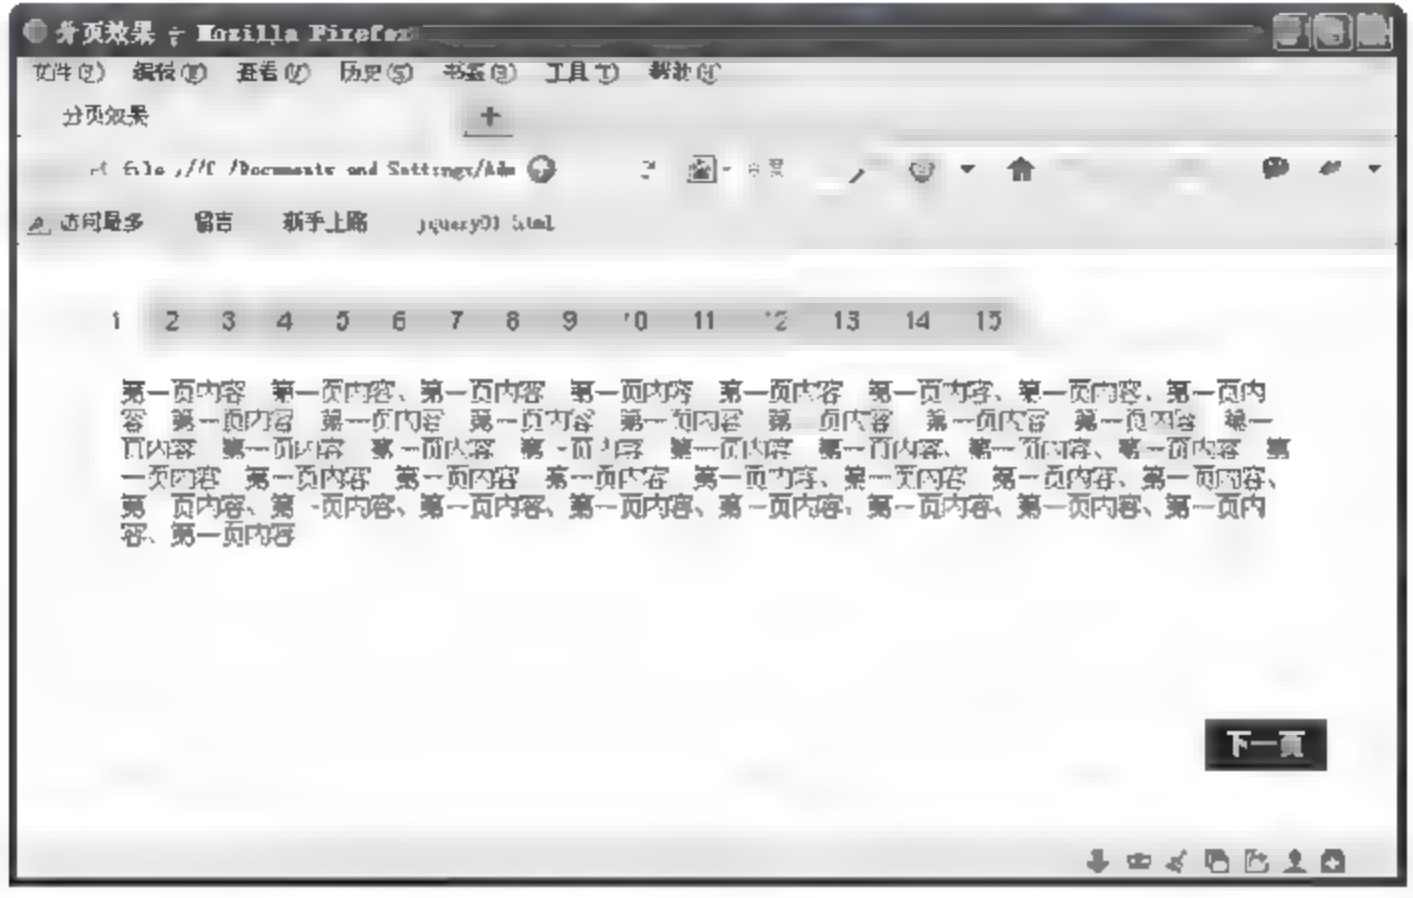 分页效果 - Mozilla Firefox
文件(F) 编辑(E) 查看(V) 历史(S) 书签(B) 工具(T) 帮助(H)
分页效果 +
file:///C:/Documents and Settings/Adm
访问最多 留言 新手上路 jquery01.html
1 2 3 4 5 6 7 8 9 10 11 12 13 14 15
第一页内容、第一页内容、第一页内容、第一页内容、第一页内容、第一页内容、第一页内容、第一页内
容、第一页内容、第一页内容、第一页内容、第一页内容、第一页内容、第一页内容、第一页内容、第一
页内容、第一页内容、第一页内容、第一页内容、第一页内容、第一页内容、第一页内容、第一页内容、第
一页内容、第一页内容、第一页内容、第一页内容、第一页内容、第一页内容、第一页内容、第一页内容、
第一页内容、第一页内容、第一页内容、第一页内容、第一页内容、第一页内容、第一页内容、第一页内
容、第一页内容
下一页